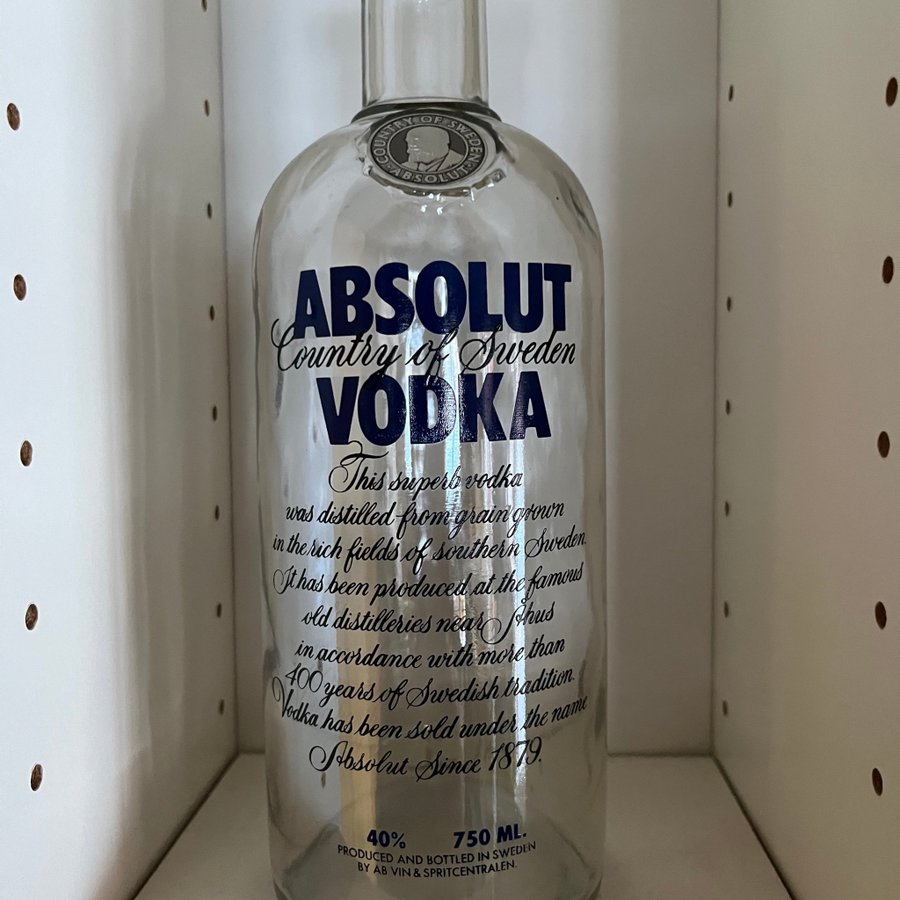 COUNTRY OF SWEDEN
ABSOLUT
ABSOLUT
Country of Sweden
VODKA
This superb vodka
was distilled from grain grown
in the rich fields of southern Sweden.
It has been produced at the famous
old distilleries near Åhus
in accordance with more than
400 years of Swedish tradition.
Vodka has been sold under the name
Absolut Since 1879.
40% 750 ML.
PRODUCED AND BOTTLED IN SWEDEN
BY AB VIN & SPRITCENTRALEN.